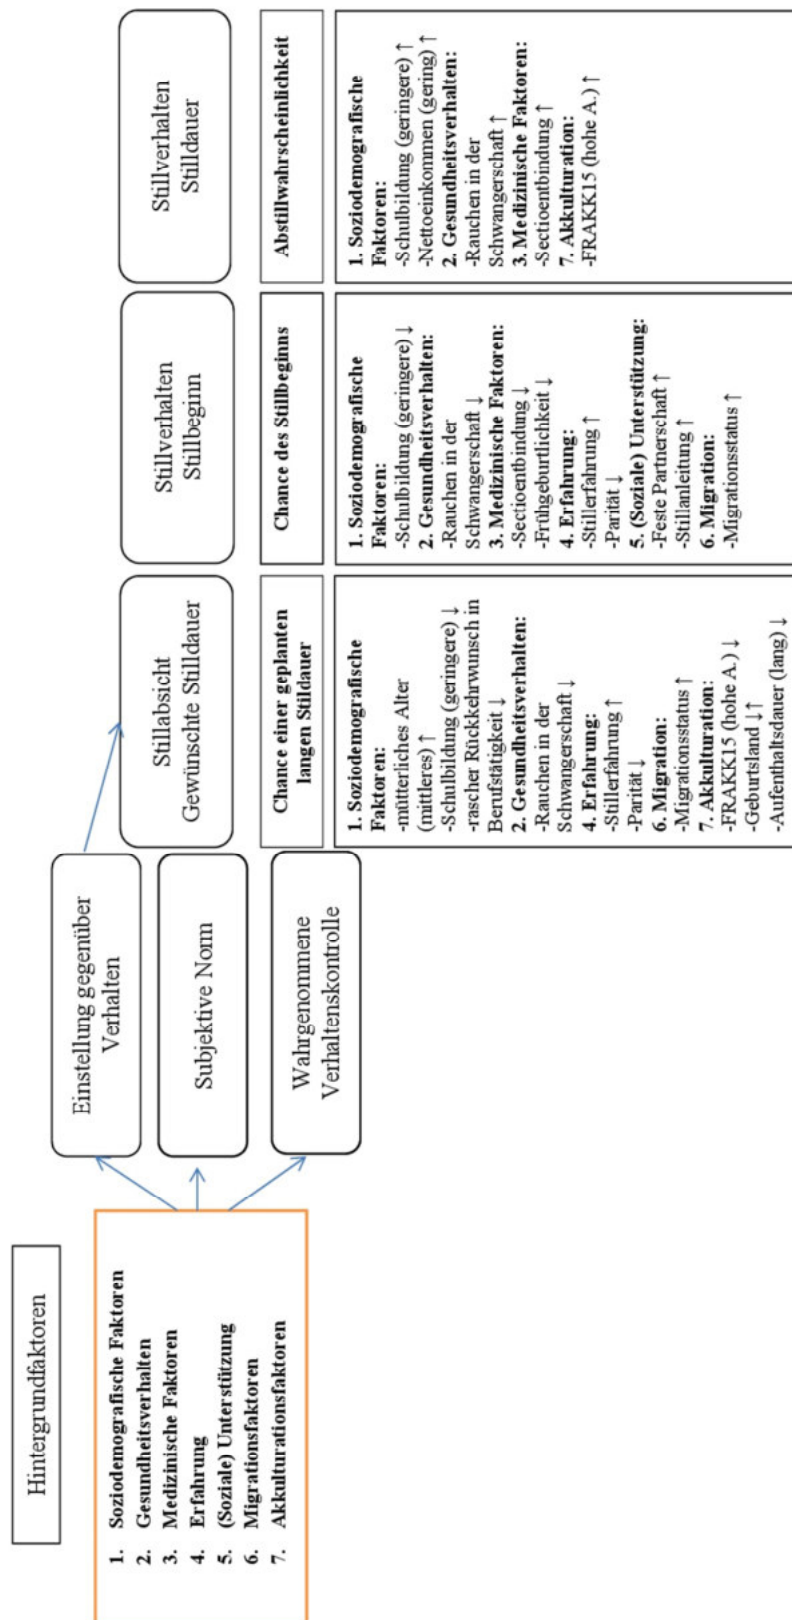 Hintergrundfaktoren
1. Soziodemografische Faktoren
2. Gesundheitsverhalten
3. Medizinische Faktoren
4. Erfahrung
5. (Soziale) Unterstützung
6. Migrationsfaktoren
7. Akkulturationsfaktoren
Einstellung gegenüber
Verhalten
Subjektive Norm
Wahrgenommene
Verhaltenskontrolle
Stillabsicht
Gewünschte Stilldauer
Chance einer geplanten
langen Stildauer
1. Soziodemografische
Faktoren:
-mütterliches Alter
(mittleres) ↑
-Schulbildung (geringere) ↓
-rascher Rückkehrwunsch in
Berufstätigkeit ↓
2. Gesundheitsverhalten:
-Rauchen in der
Schwangerschaft ↓
4. Erfahrung:
-Stillerfahrung ↑
-Parität ↓
6. Migration:
-Migrationsstatus ↑
7. Akkulturation:
-FRAKK15 (hohe A.) ↓
-Geburtsland ↓↑
-Aufenthaltsdauer (lang) ↓
Stillverhalten
Stillbeginn
Chance des Stillbeginns
1. Soziodemografische
Faktoren:
-Schulbildung (geringere) ↓
2. Gesundheitsverhalten:
-Rauchen in der
Schwangerschaft ↓
3. Medizinische Faktoren:
-Sectioentbindung ↓
-Frühgeburtlichkeit ↓
4. Erfahrung:
-Stillerfahrung ↑
-Parität ↓
5. (Soziale) Unterstützung:
-Feste Partnerschaft ↑
-Stillanleitung ↑
6. Migration:
-Migrationsstatus ↑
Stillverhalten
Stilldauer
Abstillwahrscheinlichkeit
1. Soziodemografische
Faktoren:
-Schulbildung (geringere) ↑
-Nettoeinkommen (gering) ↑
2. Gesundheitsverhalten:
-Rauchen in der
Schwangerschaft ↑
3. Medizinische Faktoren:
-Sectioentbindung ↑
7. Akkulturation:
-FRAKK15 (hohe A.) ↑